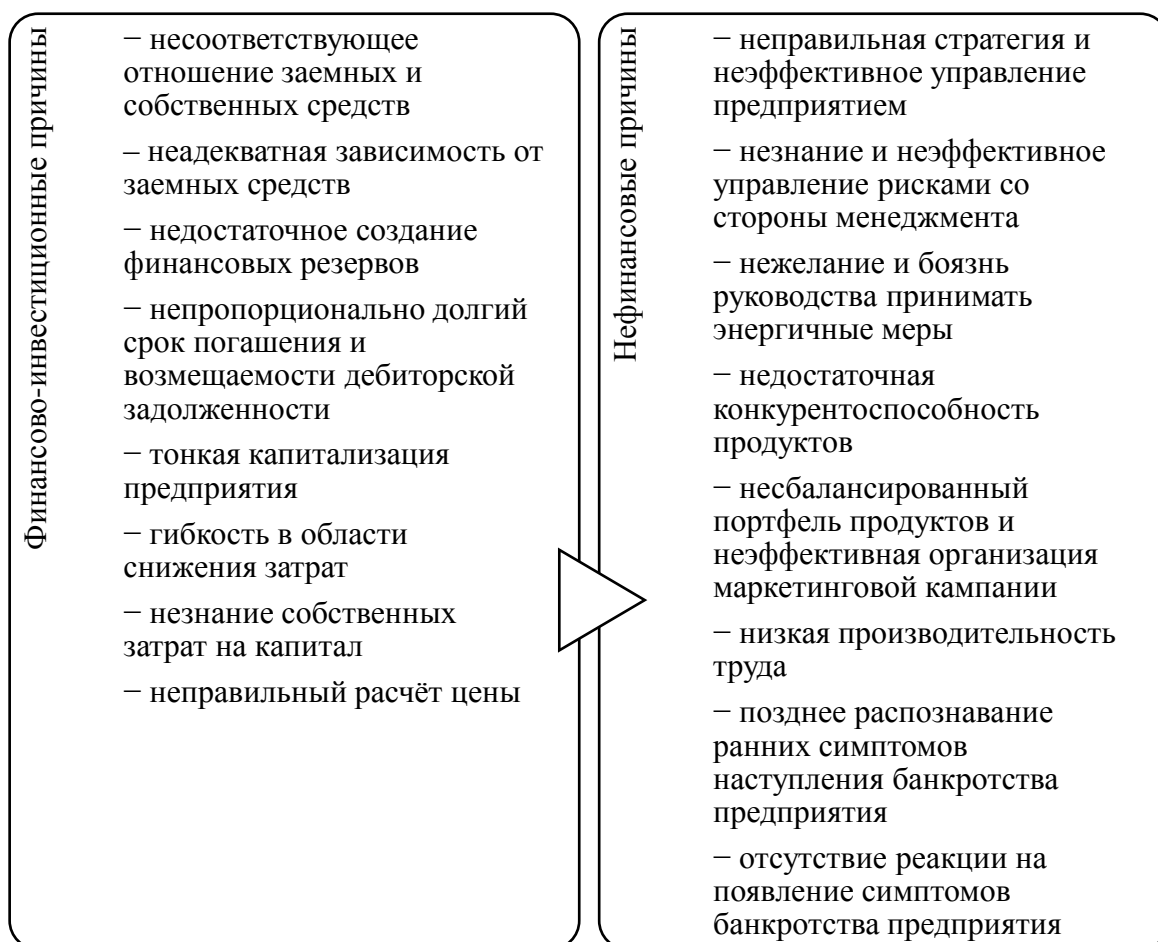 Финансово-инвестиционные причины
− несоответствующее
отношение заемных и
собственных средств
– неадекватная зависимость от
заемных средств
− недостаточное создание
финансовых резервов
− непропорционально долгий
срок погашения и
возмещаемости дебиторской
задолженности
− тонкая капитализация
предприятия
− гибкость в области
снижения затрат
− незнание собственных
затрат на капитал
− неправильный расчёт цены
Нефинансовые причины
− неправильная стратегия и
неэффективное управление
предприятием
− незнание и неэффективное
управление рисками со
стороны менеджмента
− нежелание и боязнь
руководства принимать
энергичные меры
− недостаточная
конкурентоспособность
продуктов
− несбалансированный
портфель продуктов и
неэффективная организация
маркетинговой кампании
− низкая производительность
труда
− позднее распознавание
ранних симптомов
наступления банкротства
предприятия
− отсутствие реакции на
появление симптомов
банкротства предприятия